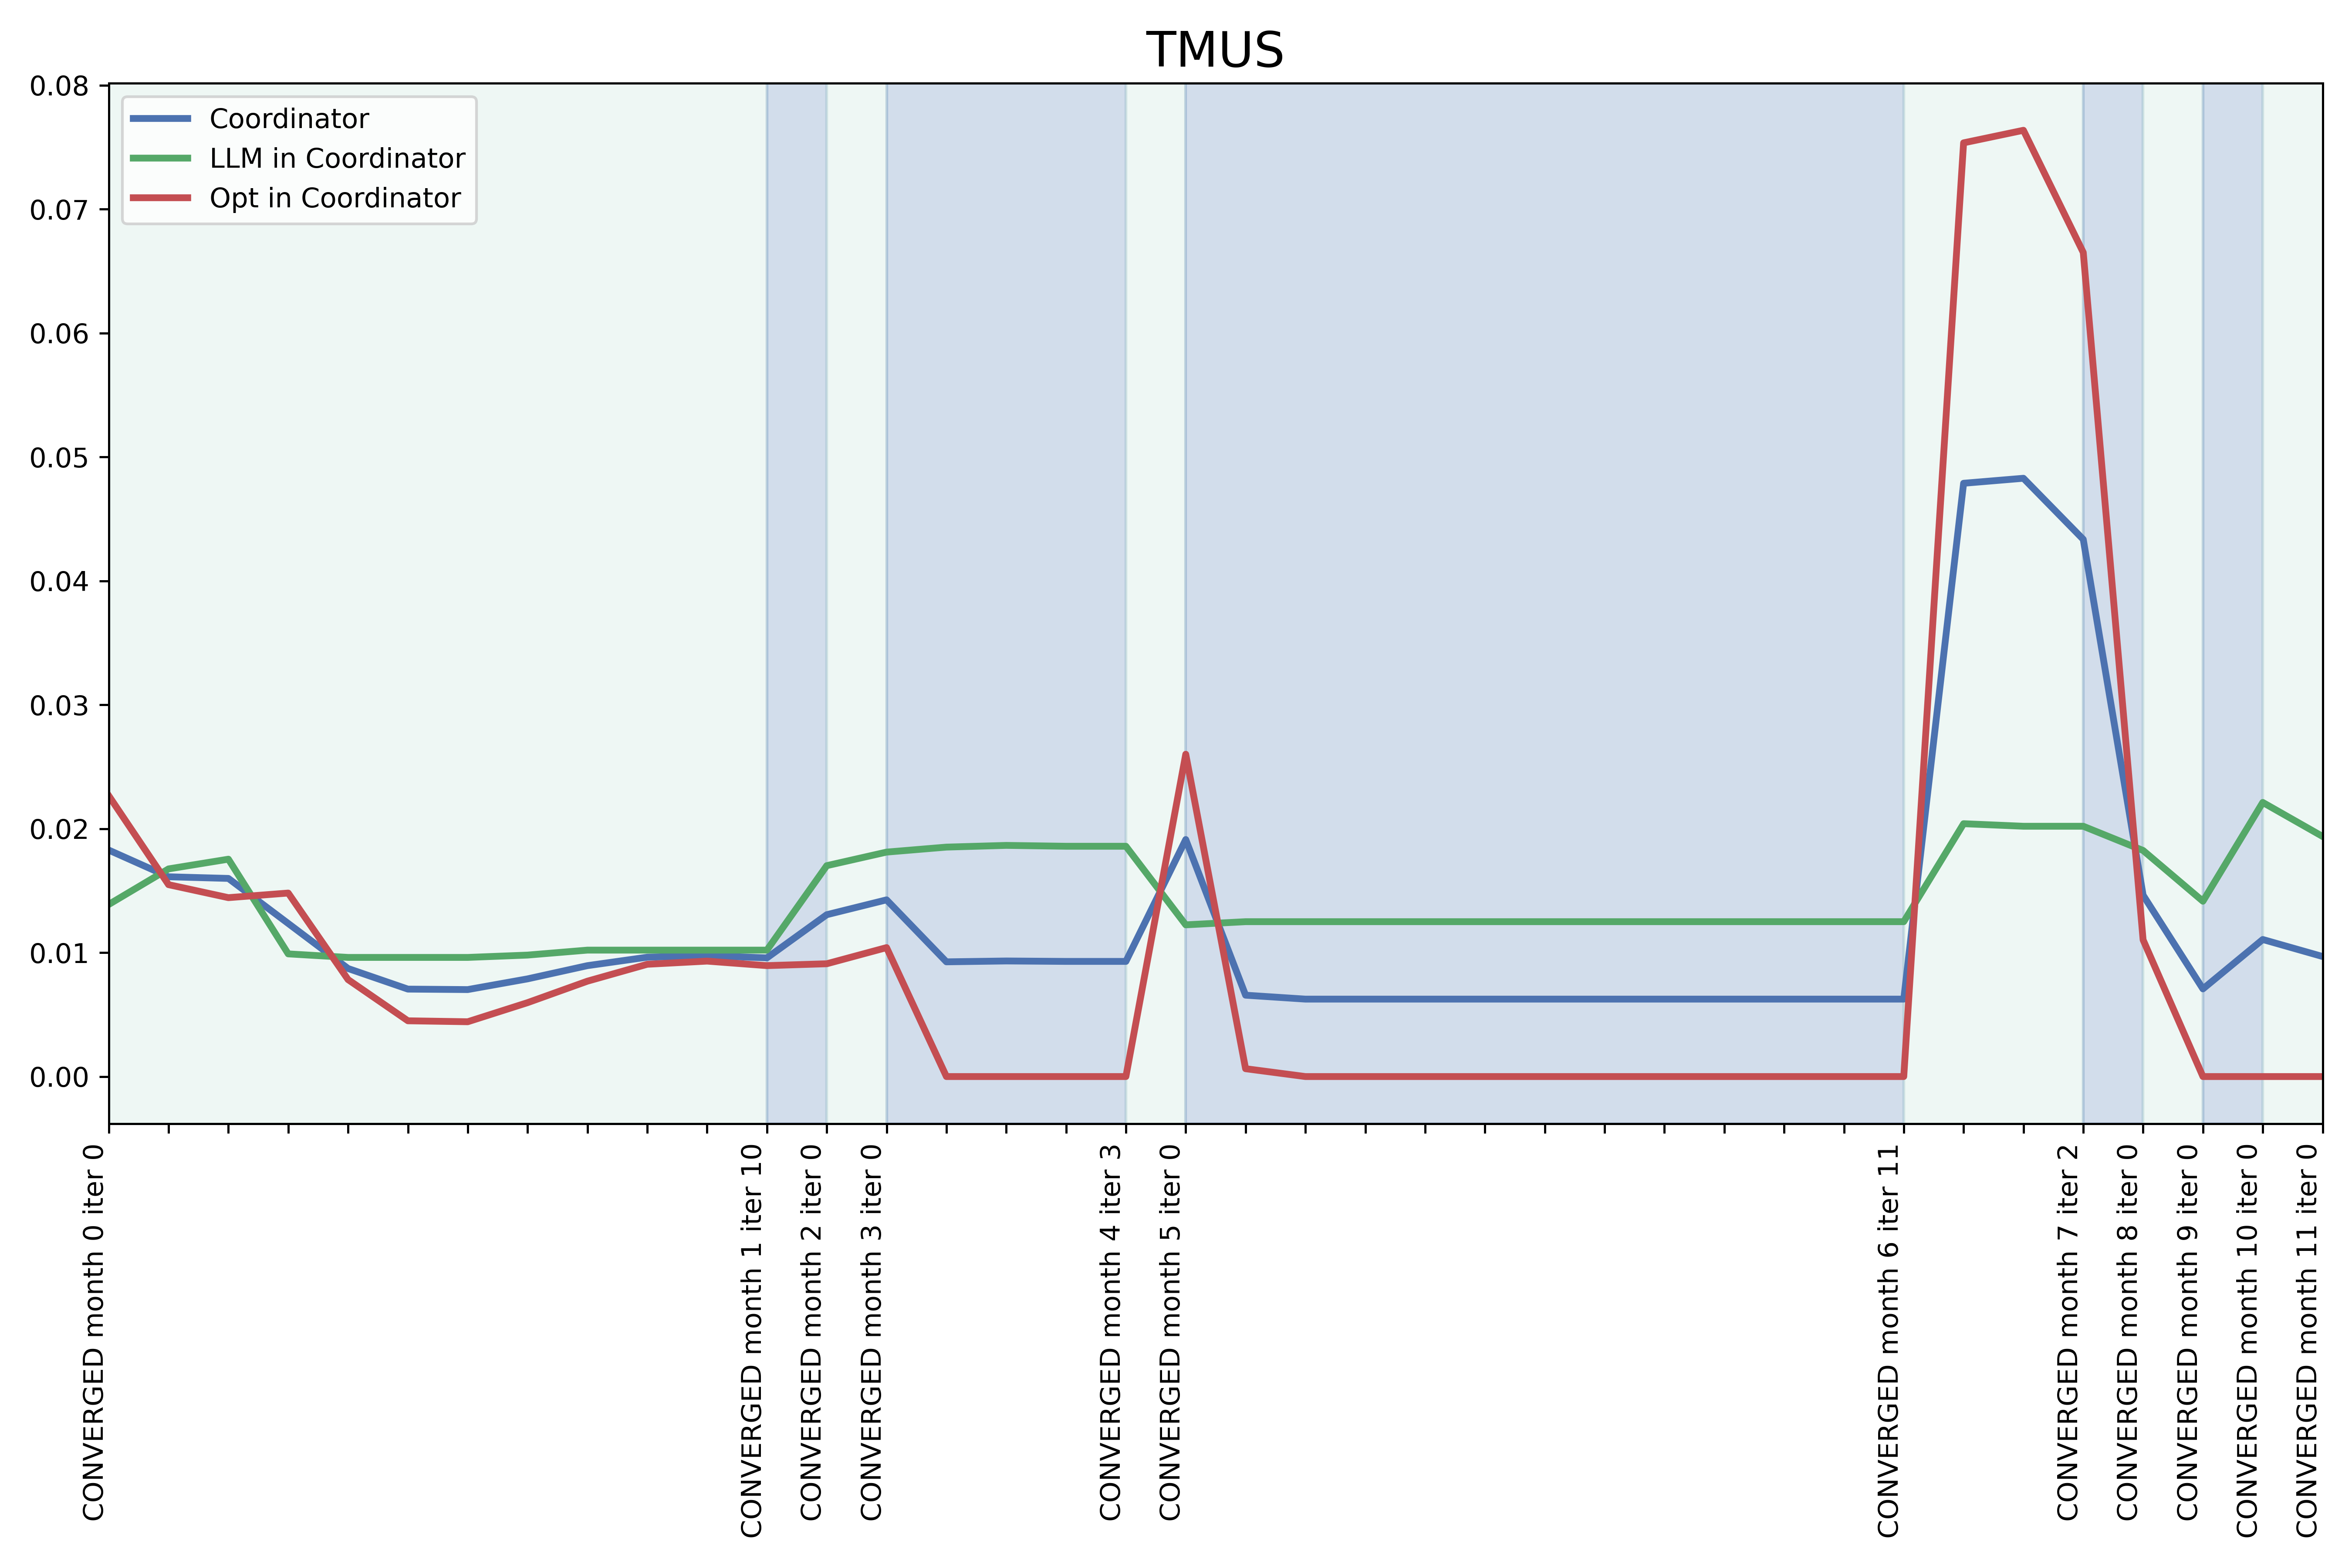 TMUS
0.08
0.07
0.06
0.05
0.04
0.03
0.02
0.01
0.00
Coordinator
LLM in Coordinator
Opt in Coordinator
CONVERGED month 0 iter 0
CONVERGED month 1 iter 10
CONVERGED month 2 iter 0
CONVERGED month 3 iter 0
CONVERGED month 4 iter 3
CONVERGED month 5 iter 0
CONVERGED month 6 iter 11
CONVERGED month 7 iter 2
CONVERGED month 8 iter 0
CONVERGED month 9 iter 0
CONVERGED month 10 iter 0
CONVERGED month 11 iter 0